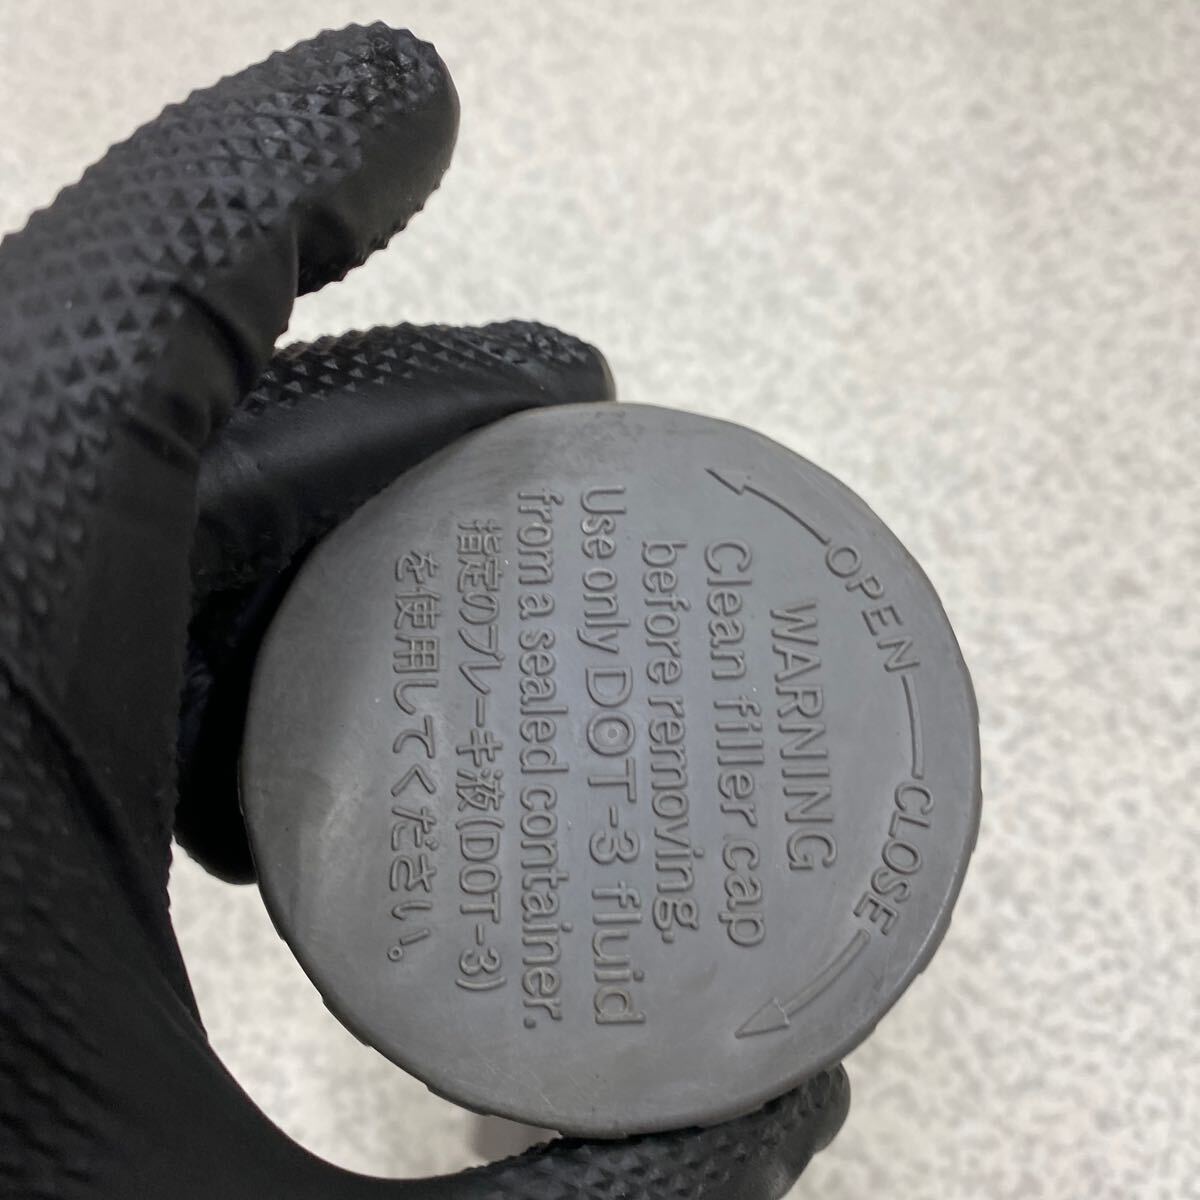 OPEN — CLOSE
WARNING
Clean filler cap
before removing.
Use only DOT-3 fluid
from a sealed container.
指定のブレーキ液(DOT-3)
を使用してください。